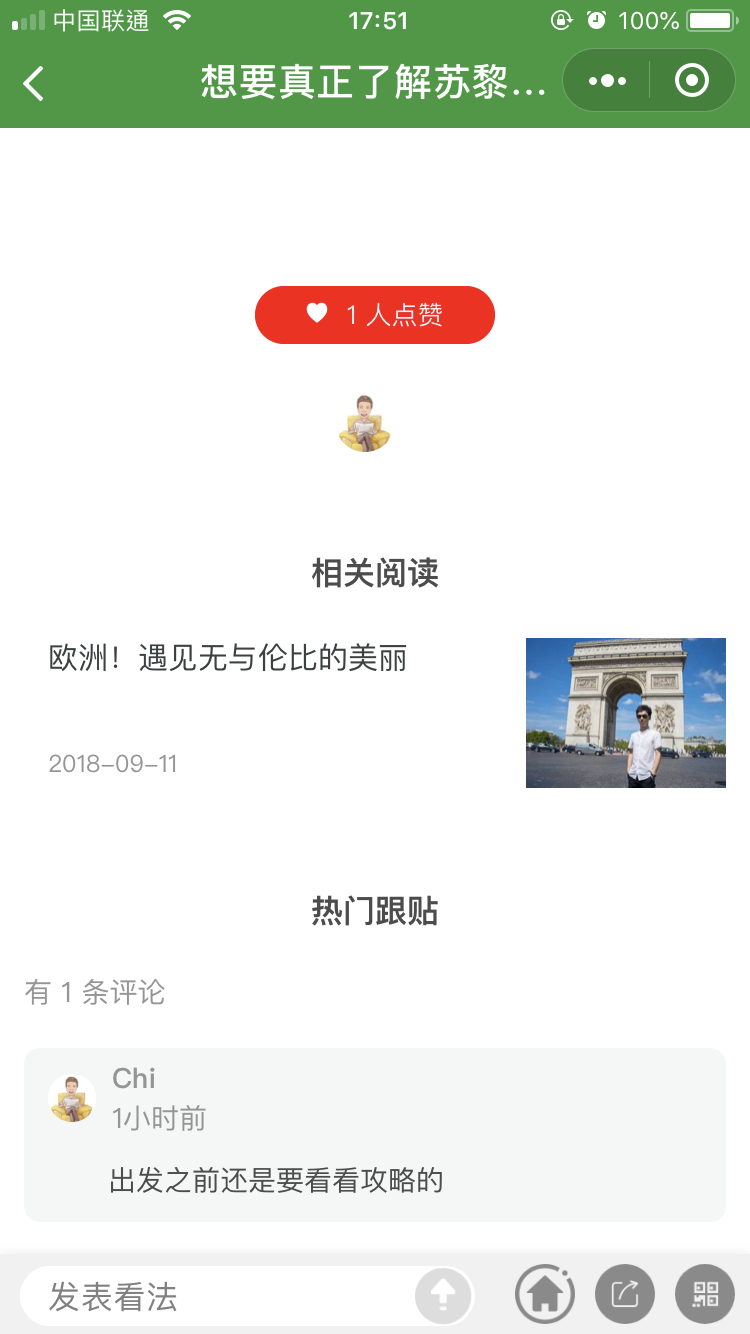 中国联通
17:51
100%
想要真正了解苏黎...
1 人点赞
相关阅读
欧洲！遇见无与伦比的美丽
2018-09-11
热门跟贴
有 1 条评论
Chi
1小时前
出发之前还是要看看攻略的
发表看法